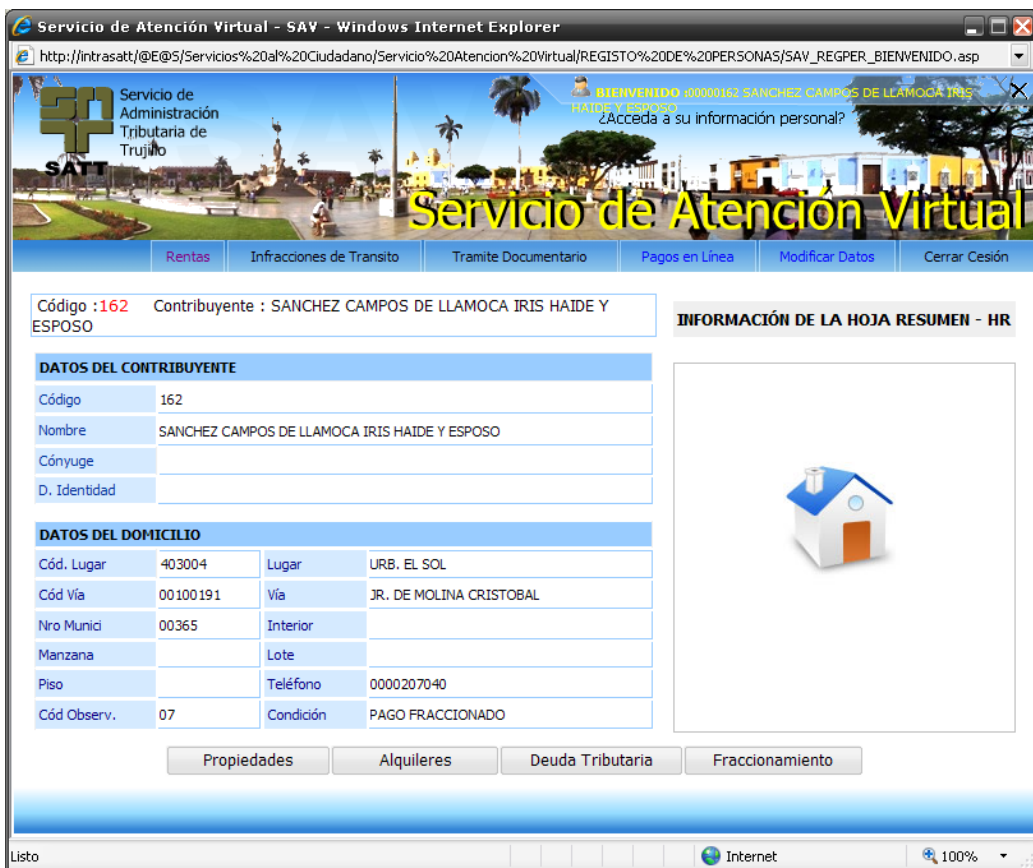 Servicio de Atención Virtual - SAV - Windows Internet Explorer
http://intrasatt/@E@S/Servicios%20al%20Ciudadano/Servicio%20Atencion%20Virtual/REGISTO%20DE%20PERSONAS/SAV_REGPER_BIENVENIDO.asp
Servicio de
Administración
Tributaria de
Trujillo
SATT
BIENVENIDO :00000162 SANCHEZ CAMPOS DE LLAMOCA IRIS
HAIDE Y ESPOSO
¿Acceda a su información personal?
X
Servicio de Atención Virtual
Rentas Infracciones de Transito Tramite Documentario Pagos en Línea Modificar Datos Cerrar Cesión
Código :162 Contribuyente : SANCHEZ CAMPOS DE LLAMOCA IRIS HAIDE Y
ESPOSO
INFORMACIÓN DE LA HOJA RESUMEN - HR
DATOS DEL CONTRIBUYENTE
Código 162
Nombre SANCHEZ CAMPOS DE LLAMOCA IRIS HAIDE Y ESPOSO
Cónyuge
D. Identidad
DATOS DEL DOMICILIO
Cód. Lugar 403004 Lugar URB. EL SOL
Cód Vía 00100191 Vía JR. DE MOLINA CRISTOBAL
Nro Munici 00365 Interior
Manzana Lote
Piso Teléfono 0000207040
Cód Observ. 07 Condición PAGO FRACCIONADO
Propiedades Alquileres Deuda Tributaria Fraccionamiento
Listo Internet 100%